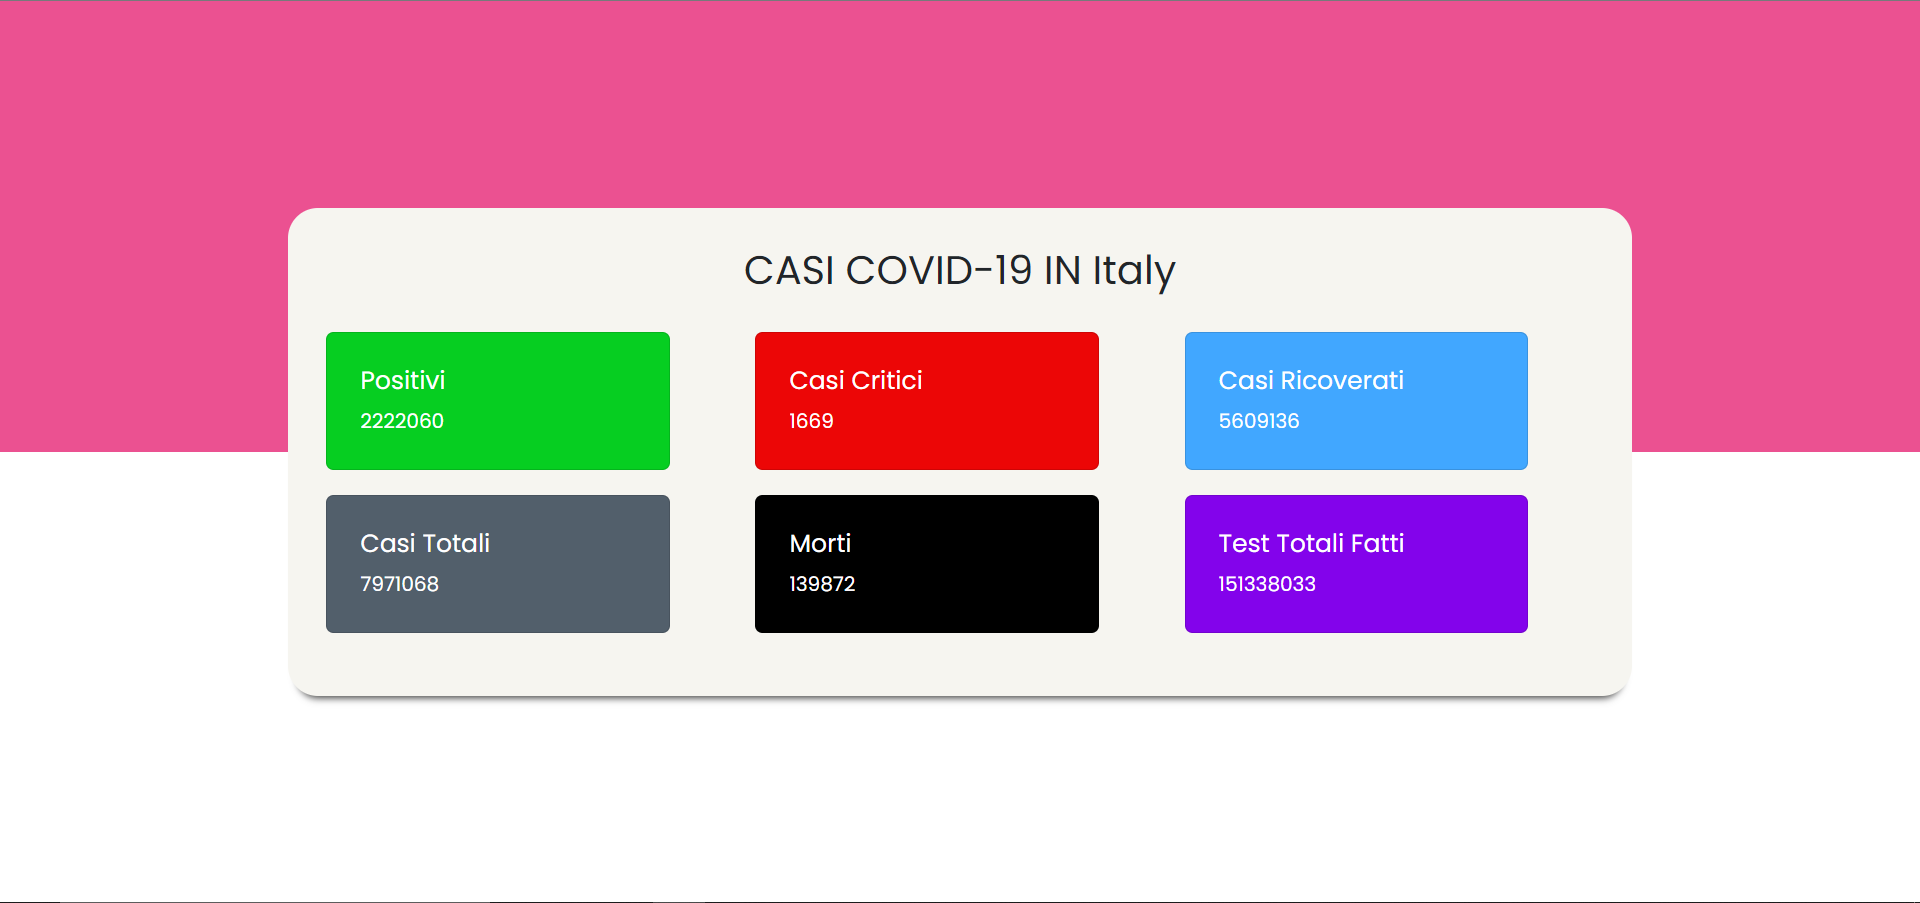 CASI COVID-19 IN Italy
Positivi
2222060
Casi Critici
1669
Casi Ricoverati
5609136
Casi Totali
7971068
Morti
139872
Test Totali Fatti
151338033